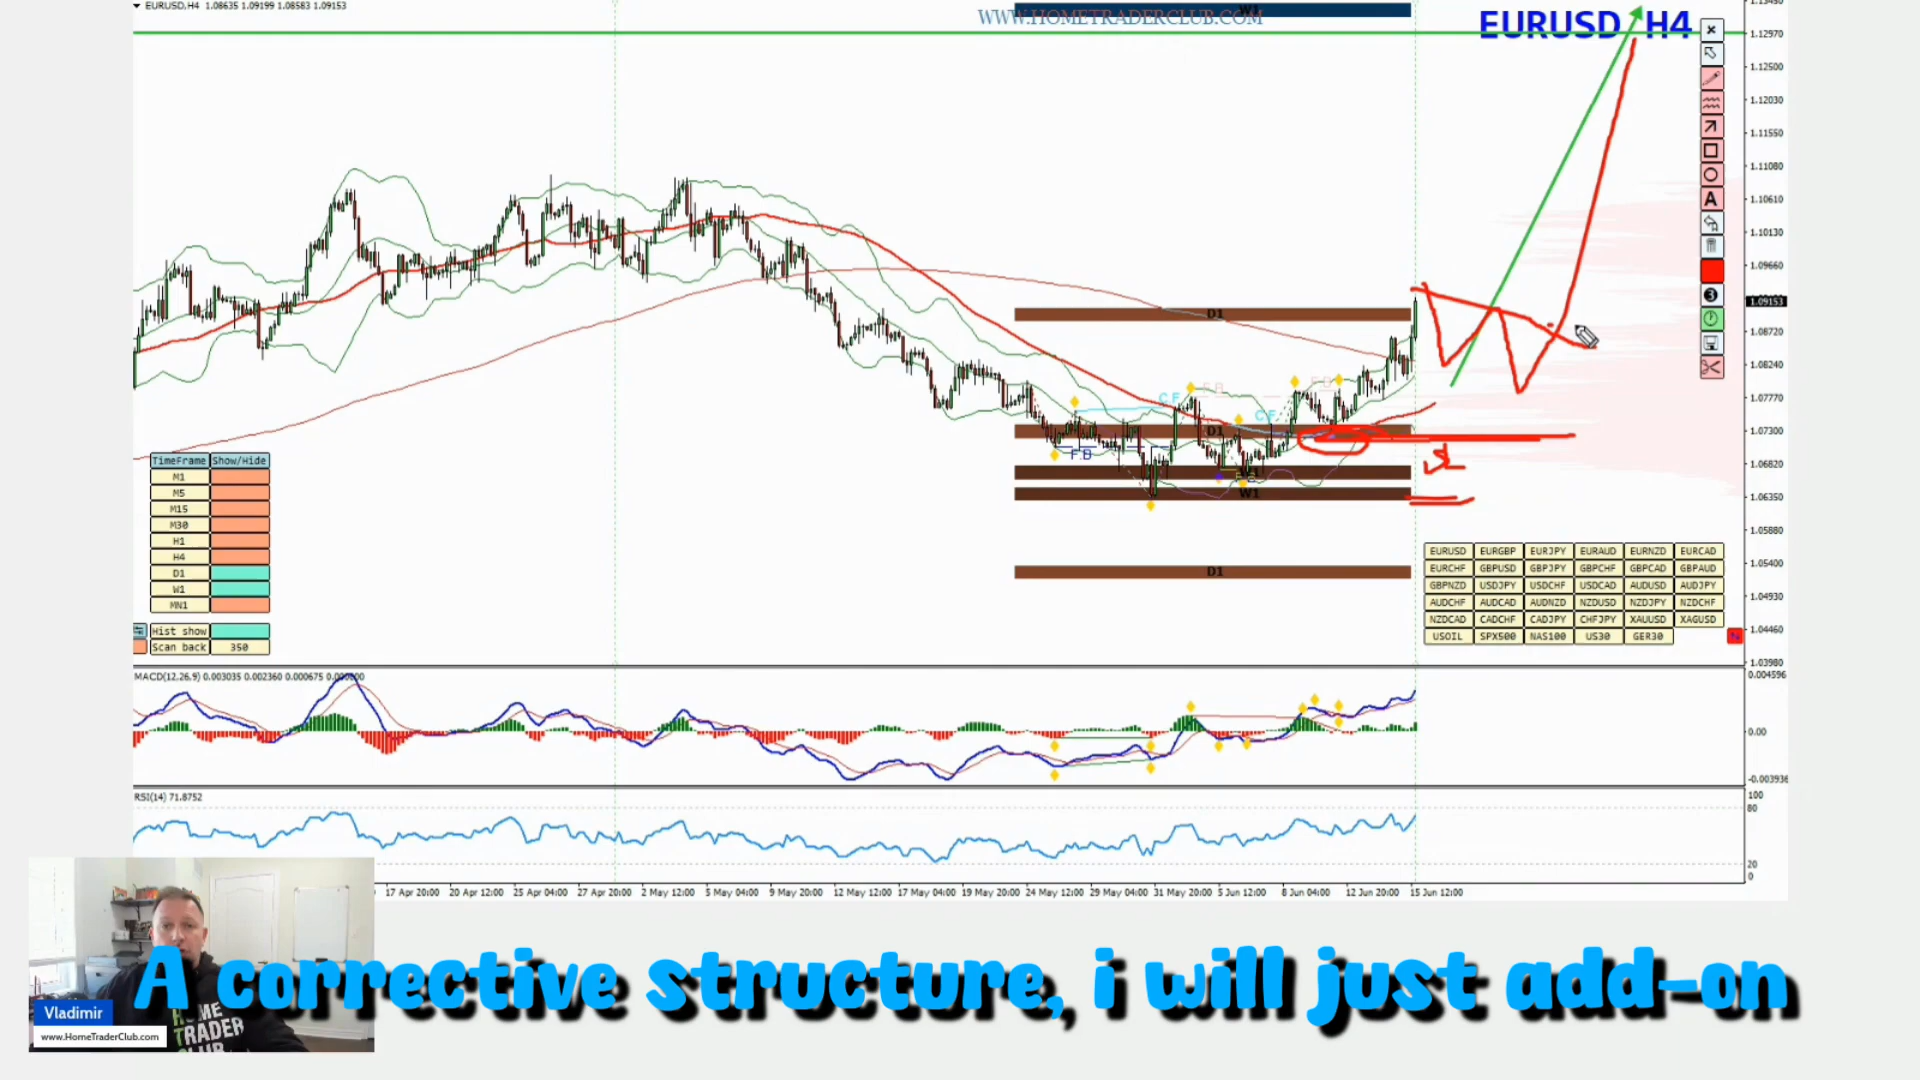 EURUSD,H4 1.08635 1.09199 1.08583 1.09153
WWW.HOMETRADERCLUB.COM
W1
EURUSD H4
1.12970
1.12500
1.12030
1.11550
1.11080
1.10610
1.10130
1.09660
1.09153
1.08720
1.08240
1.07770
1.07300
1.06820
1.06350
1.05880
1.05400
1.04930
1.04460
1.03980
A
3
D1
C F
F B
F B
C F
D1
F.B
W1
W1
D1
TimeFrame Show/Hide
M1
M5
M15
M30
H1
H4
D1
W1
MN1
Hist show
Scan back 350
EURUSD EURGBP EURJPY EURAUD EURNZD EURCAD
EURCHF GBPUSD GBPJPY GBPCHF GBPCAD GBPAUD
GBPNZD USDJPY USDCHF USDCAD AUDUSD AUDJPY
AUDCHF AUDCAD AUDNZD NZDUSD NZDJPY NZDCHF
NZDCAD CADCHF CADJPY CHFJPY XAUUSD XAGUSD
USOIL SPX500 NAS100 US30 GER30
MACD(12,26,9) 0.003035 0.002360 0.000675 0.000000
0.004596
0.00
-0.003936
RSI(14) 71.8752
100
80
20
0
17 Apr 20:00 20 Apr 12:00 25 Apr 04:00 27 Apr 20:00 2 May 12:00 5 May 04:00 9 May 20:00 12 May 12:00 17 May 04:00 19 May 20:00 24 May 12:00 29 May 04:00 31 May 20:00 5 Jun 12:00 8 Jun 04:00 12 Jun 20:00 15 Jun 12:00
A corrective structure, i will just add-on
Vladimir
www.HomeTraderClub.com
HOME
TRADER
CLUB